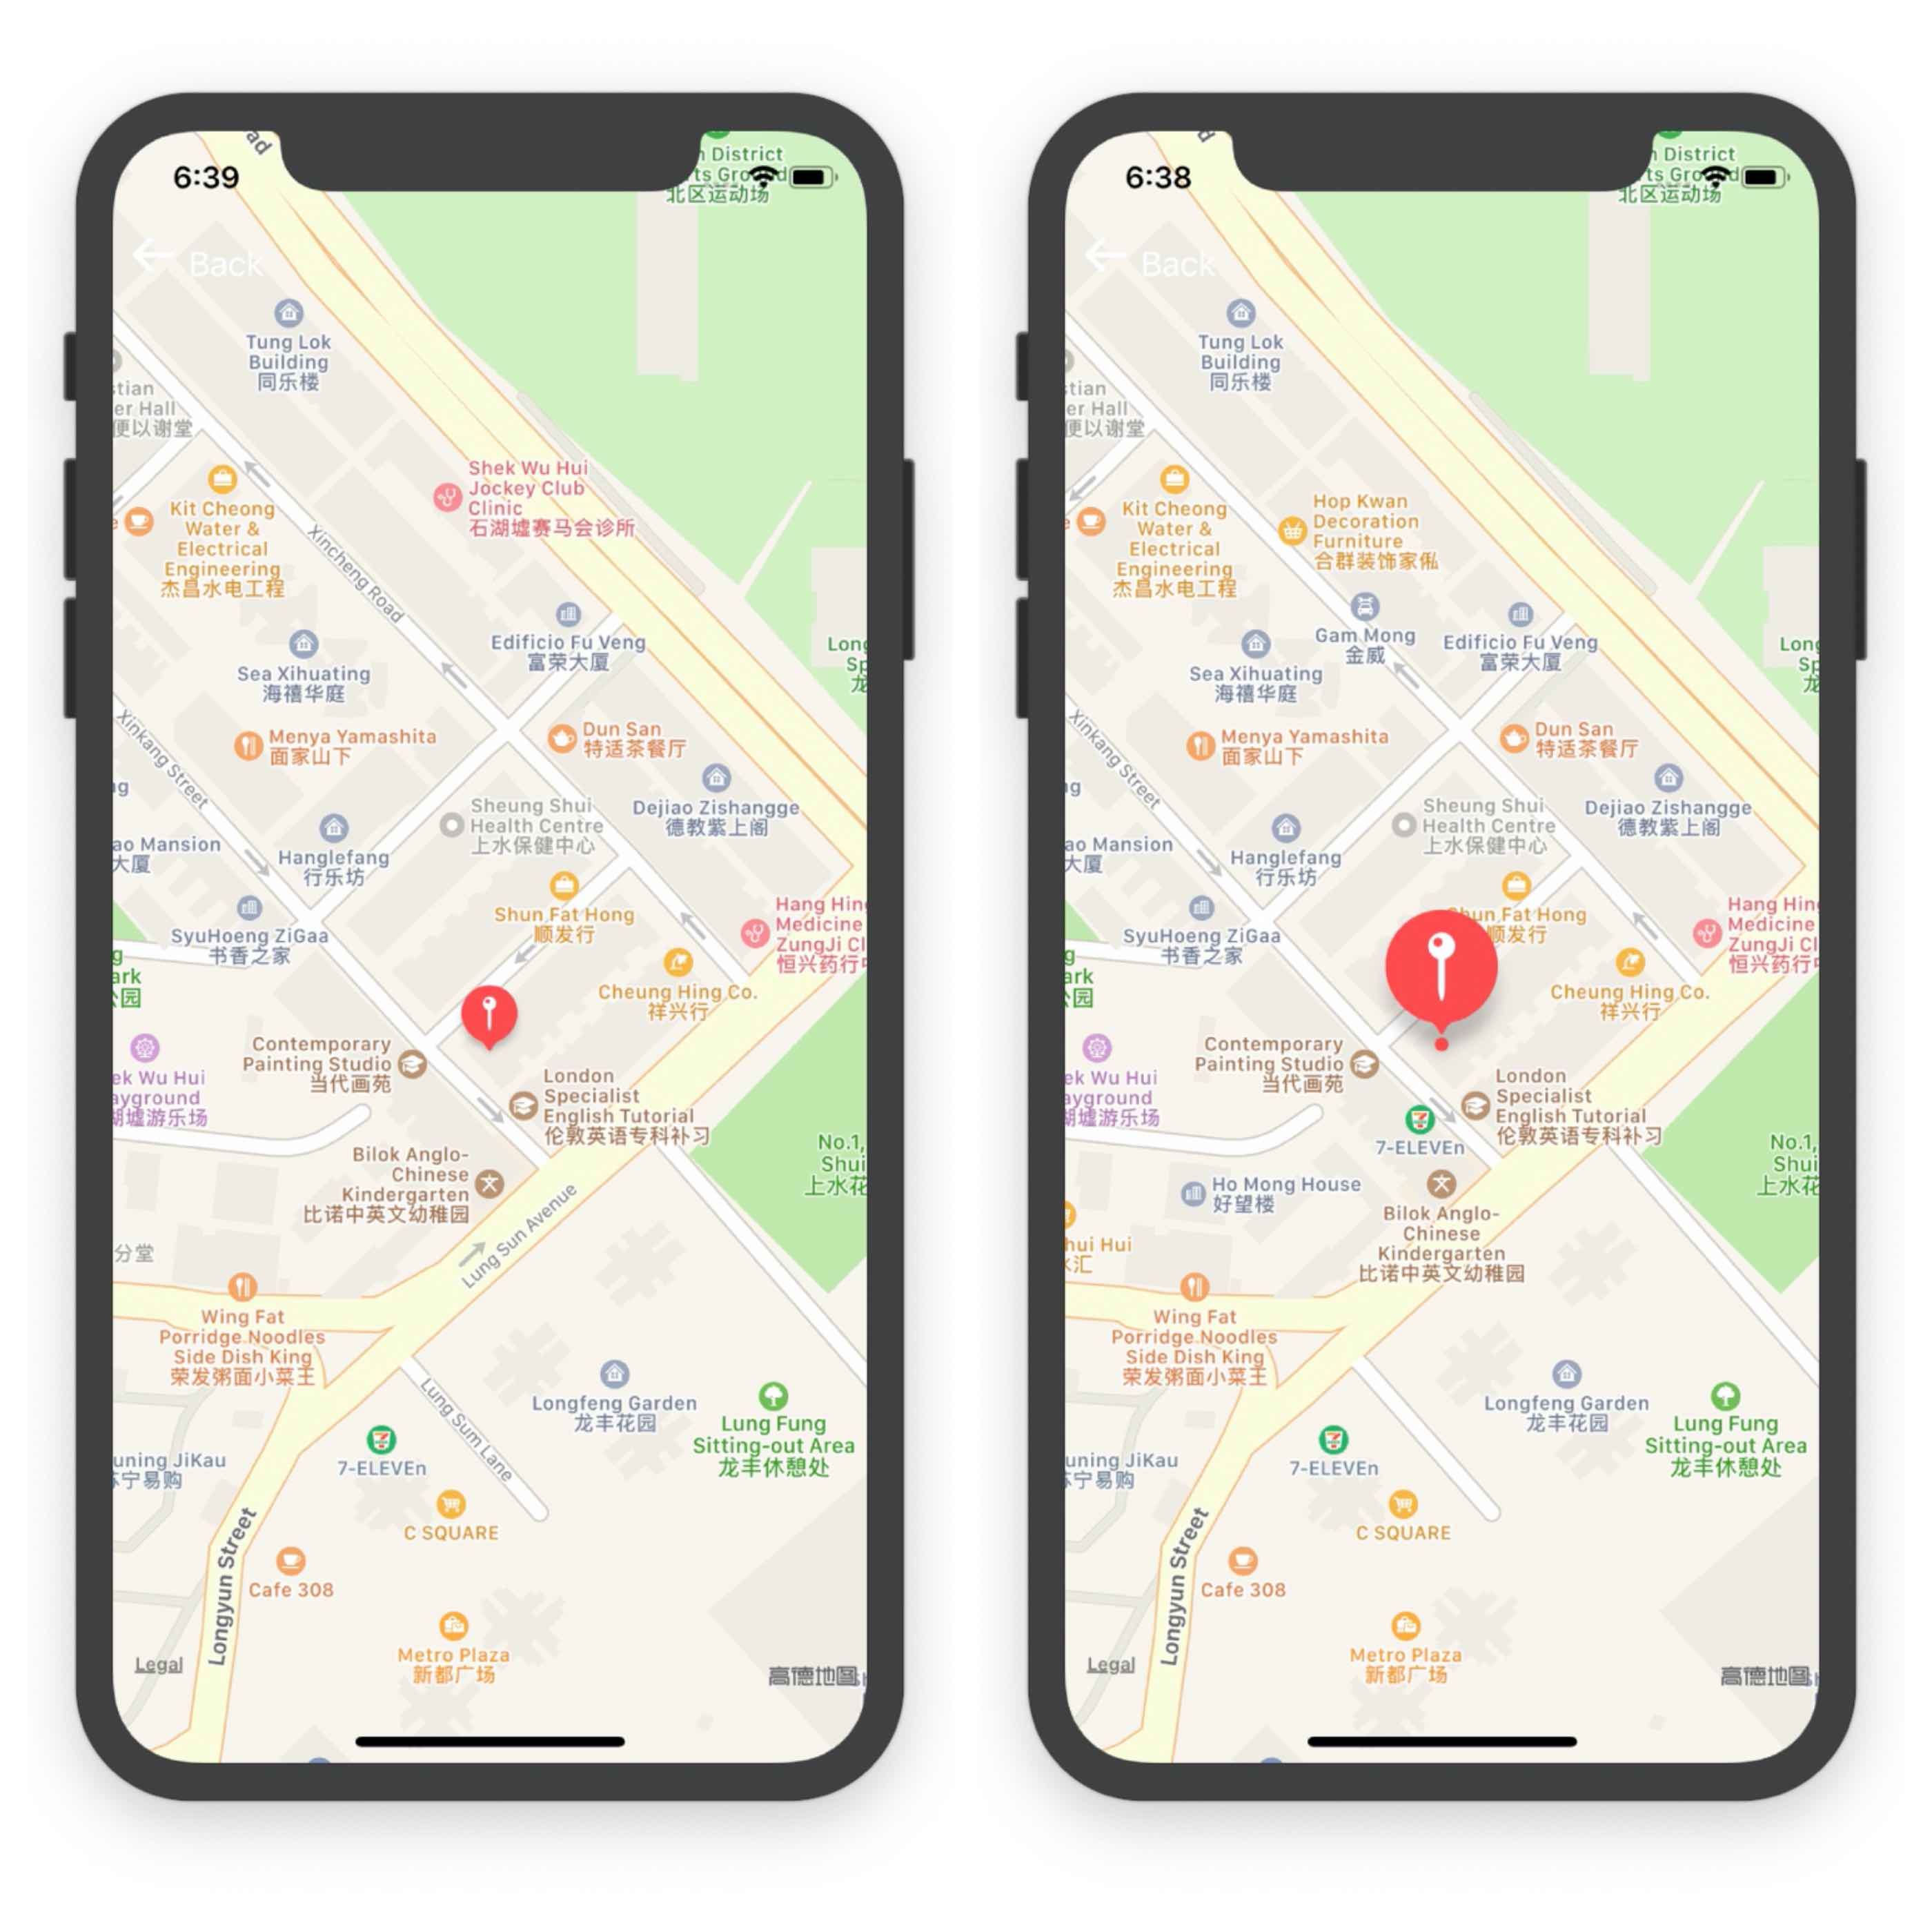 6:39
District
北区运动场
Back
Tung Lok
Building
同乐楼
er Hall
便以谢堂
Shek Wu Hui
Jockey Club
Clinic
石湖墟赛马会诊所
Kit Cheong
Water &
Electrical
Engineering
杰昌水电工程
Xincheng Road
Edificio Fu Veng
富荣大厦
Sea Xihuating
海禧华庭
Long
Sp
龙
Xinkang Street
Menya Yamashita
面家山下
Dun San
特适茶餐厅
Dejiao Zishangge
德教紫上阁
Sheung Shui
Health Centre
上水保健中心
ao Mansion
大厦
Hanglefang
行乐坊
Shun Fat Hong
顺发行
Hang Hing
Medicine
ZungJi Cl
恒兴药行
SyuHoeng ZiGaa
书香之家
ark
公园
Cheung Hing Co.
祥兴行
Contemporary
Painting Studio
当代画苑
ek Wu Hui
ayground
湖墟游乐场
London
Specialist
English Tutorial
伦敦英语专科补习
No.1,
Shui
上水花
Bilok Anglo-
Chinese
Kindergarten
比诺中英文幼稚园
分堂
Lung Sun Avenue
Wing Fat
Porridge Noodles
Side Dish King
荣发粥面小菜王
Longfeng Garden
龙丰花园
Lung Fung
Sitting-out Area
龙丰休憩处
Lung Sum Lane
uning JiKau
苏宁易购
7-ELEVEn
C SQUARE
Longyun Street
Cafe 308
Metro Plaza
新都广场
Legal
高德地图
6:38
District
北区运动场
Back
Tung Lok
Building
同乐楼
er Hall
便以谢堂
Kit Cheong
Water &
Electrical
Engineering
杰昌水电工程
Hop Kwan
Decoration
Furniture
合群装饰家俬
Gam Mong
金威
Edificio Fu Veng
富荣大厦
Sea Xihuating
海禧华庭
Long
Sp
龙
Xinkang Street
Menya Yamashita
面家山下
Dun San
特适茶餐厅
Dejiao Zishangge
德教紫上阁
Sheung Shui
Health Centre
上水保健中心
ao Mansion
大厦
Hanglefang
行乐坊
Shun Fat Hong
顺发行
Hang Hing
Medicine
ZungJi Cl
恒兴药行
SyuHoeng ZiGaa
书香之家
ark
公园
Cheung Hing Co.
祥兴行
Contemporary
Painting Studio
当代画苑
ek Wu Hui
ayground
湖墟游乐场
London
Specialist
English Tutorial
伦敦英语专科补习
7-ELEVEn
No.1,
Shui
上水花
Ho Mong House
好望楼
Bilok Anglo-
Chinese
Kindergarten
比诺中英文幼稚园
hui Hui
水汇
Wing Fat
Porridge Noodles
Side Dish King
荣发粥面小菜王
Longfeng Garden
龙丰花园
Lung Fung
Sitting-out Area
龙丰休憩处
uning JiKau
苏宁易购
7-ELEVEn
C SQUARE
Longyun Street
Cafe 308
Metro Plaza
新都广场
Legal
高德地图